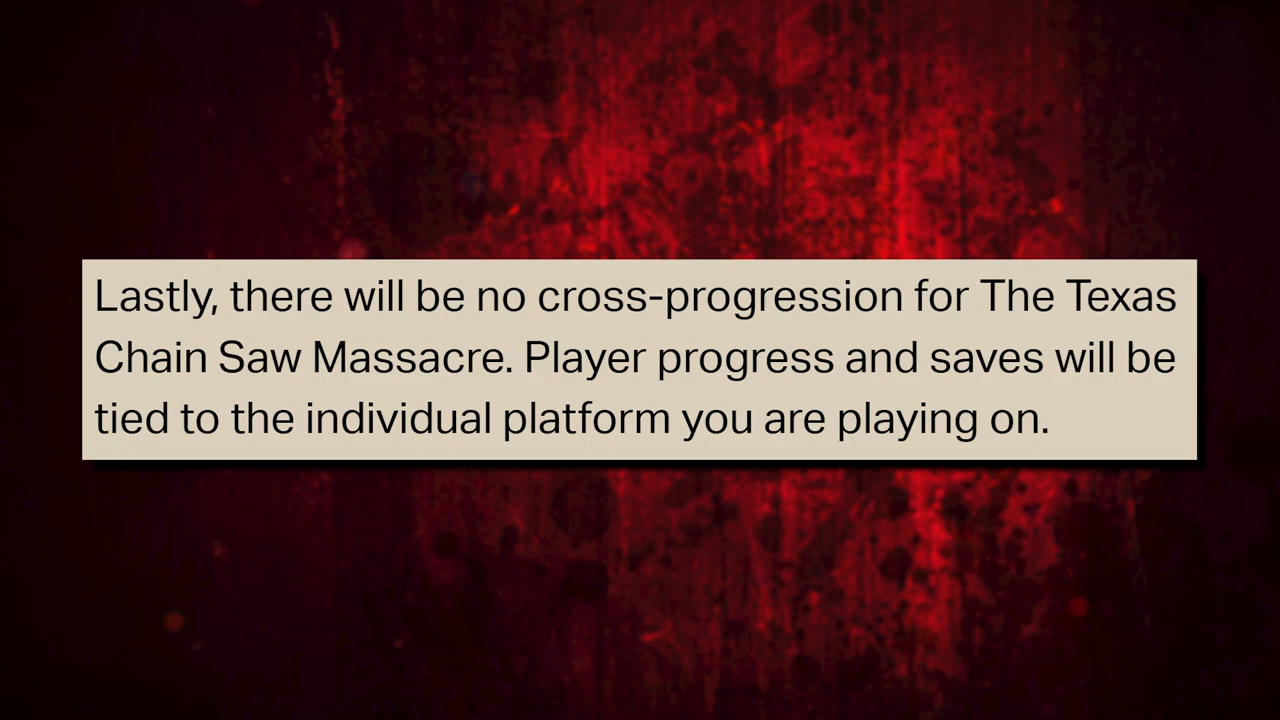 Lastly, there will be no cross-progression for The Texas
Chain Saw Massacre. Player progress and saves will be
tied to the individual platform you are playing on.